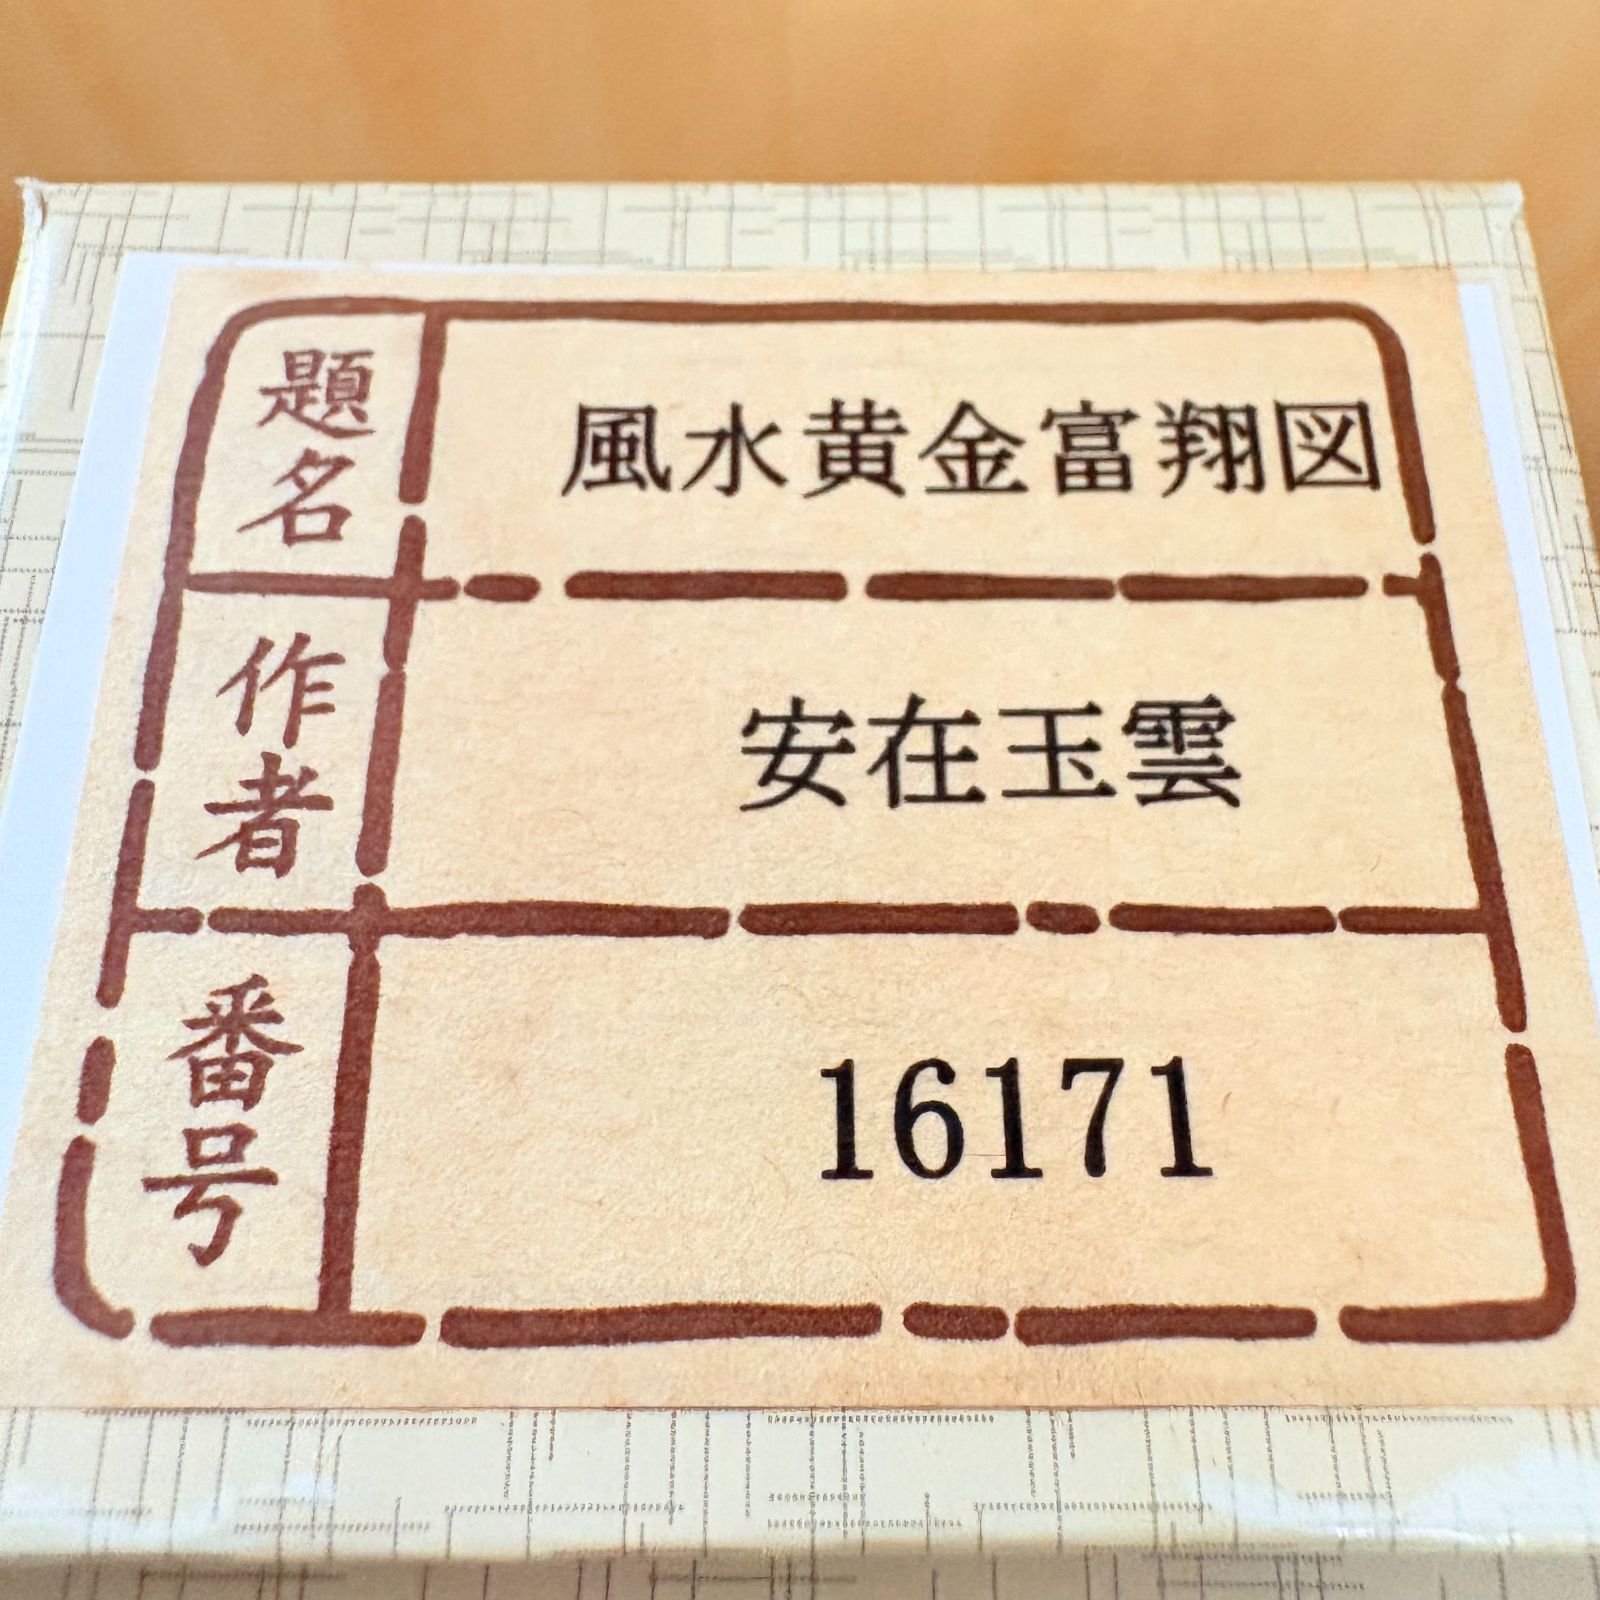 題名 風水黄金富翔図
作者 安在玉雲
番号 16171